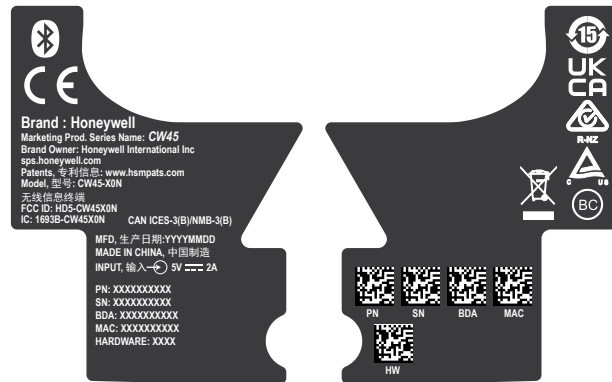 CE
Brand : Honeywell
Marketing Prod. Series Name: CW45
Brand Owner: Honeywell International Inc
sps.honeywell.com
Patents, 专利信息: www.hsmpats.com
Model, 型号: CW45-X0N
无线信息终端
FCC ID: HD5-CW45X0N
IC: 1693B-CW45X0N CAN ICES-3(B)/NMB-3(B)
MFD, 生产日期:YYYYMMDD
MADE IN CHINA, 中国制造
INPUT, 输入 5V 2A
PN: XXXXXXXXXX
SN: XXXXXXXXXX
BDA: XXXXXXXXXX
MAC: XXXXXXXXXX
HARDWARE: XXXX
15
UK
CA
R-NZ
C US
BC
PN SN BDA MAC
HW